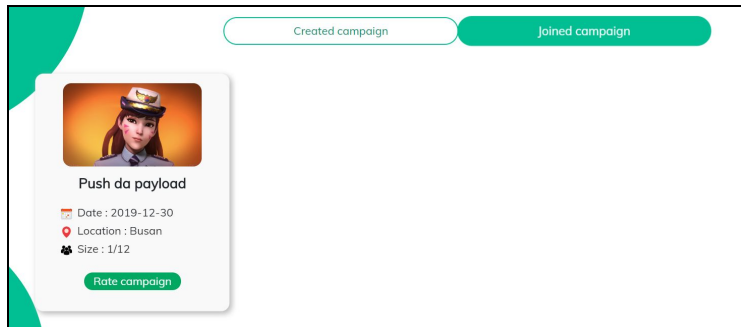 Created campaign
Joined campaign
Push da payload
Date : 2019-12-30
Location : Busan
Size : 1/12
Rate campaign